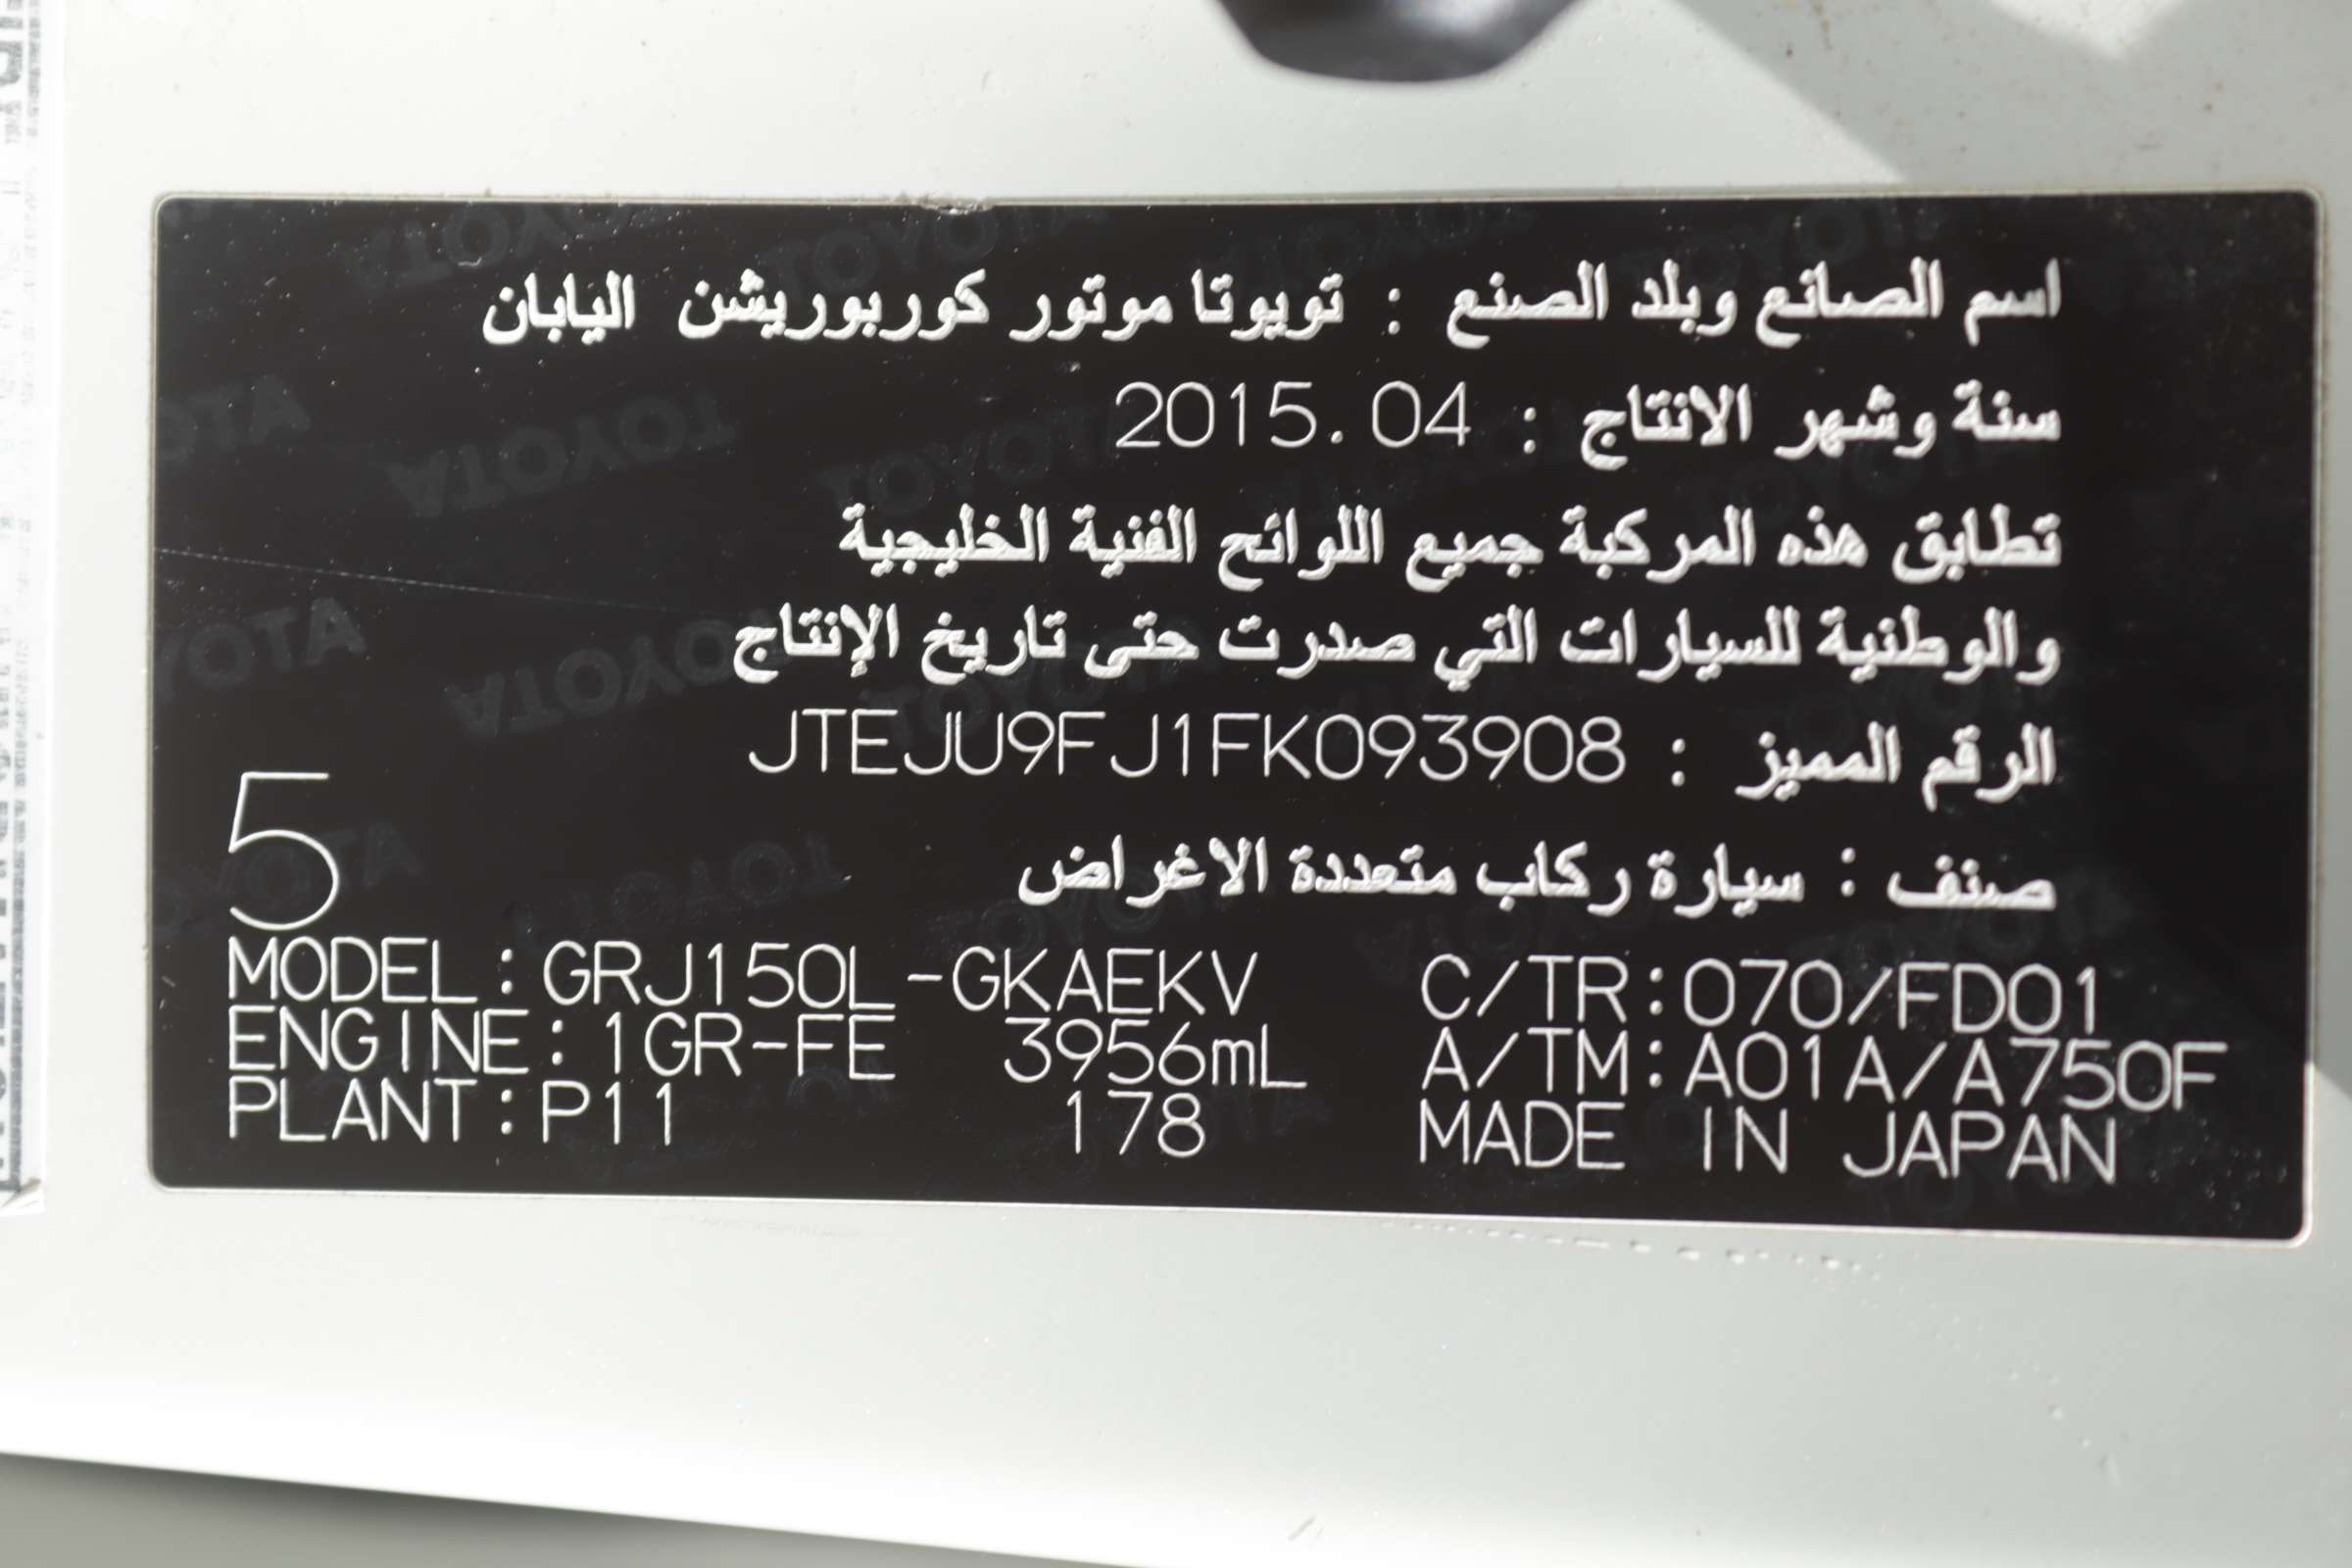 اسم الصانع وبلد الصنع : تويوتا موتور كوربوريشن اليابان
سنة وشهر الانتاج : 2015.04
تطابق هذه المركبة جميع اللوائح الفنية الخليجية
والوطنية للسيارات التي صدرت حتى تاريخ الإنتاج
الرقم المميز : JTEJU9FJ1FK093908
صنف : سيارة ركاب متعددة الاغراض
5
MODEL:GRJ150L-GKAEKV C/TR:070/FD01
ENGINE:1GR-FE 3956mL A/TM:A01A/A750F
PLANT:P11 178 MADE IN JAPAN